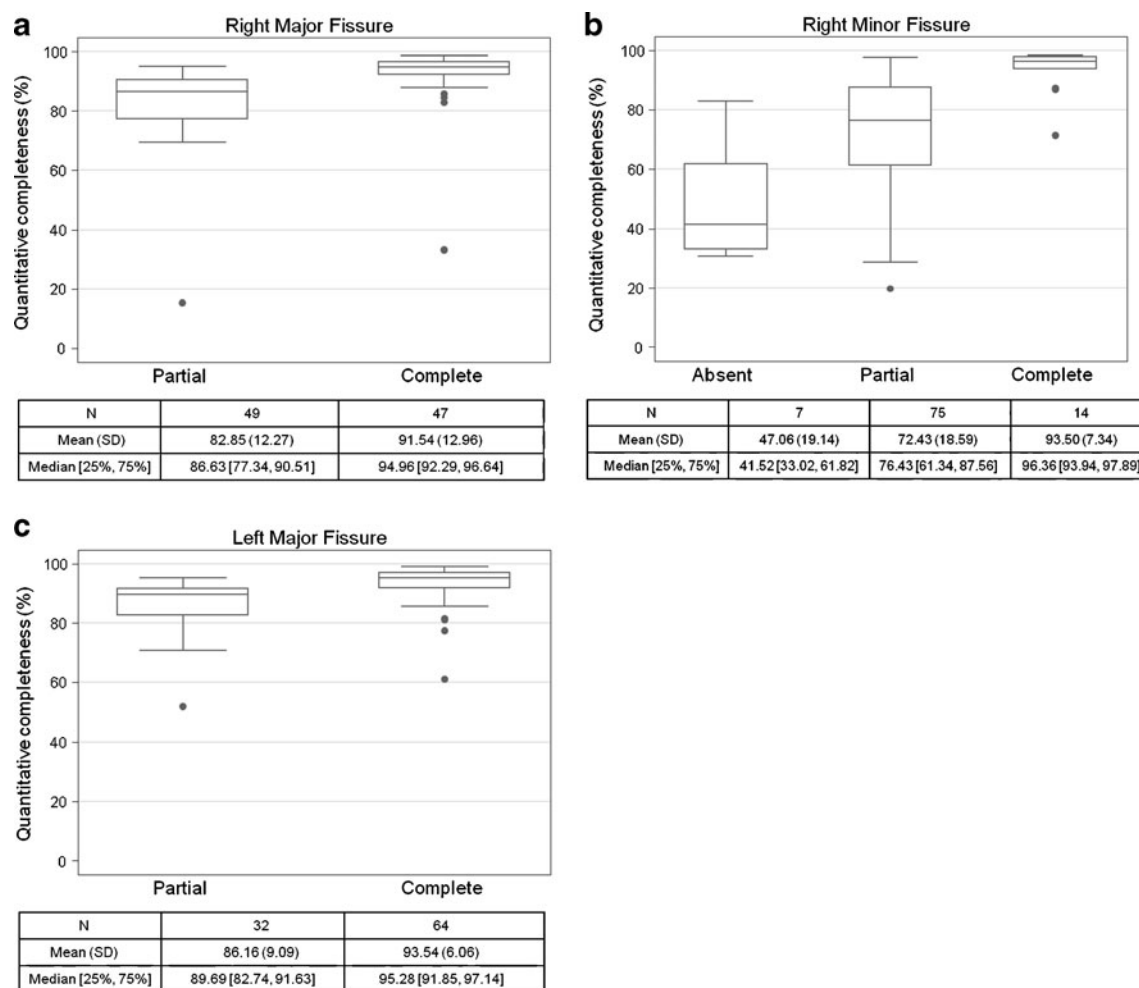 a
Right Major Fissure
Quantitative completeness (%)
100
80
60
40
20
0
Partial Complete
N 49 47
Mean (SD) 82.85 (12.27) 91.54 (12.96)
Median [25%, 75%] 86.63 [77.34, 90.51] 94.96 [92.29, 96.64]
b
Right Minor Fissure
Quantitative completeness (%)
100
80
60
40
20
0
Absent Partial Complete
N 7 75 14
Mean (SD) 47.06 (19.14) 72.43 (18.59) 93.50 (7.34)
Median [25%, 75%] 41.52 [33.02, 61.82] 76.43 [61.34, 87.56] 96.36 [93.94, 97.89]
c
Left Major Fissure
Quantitative completeness (%)
100
80
60
40
20
0
Partial Complete
N 32 64
Mean (SD) 86.16 (9.09) 93.54 (6.06)
Median [25%, 75%] 89.69 [82.74, 91.63] 95.28 [91.85, 97.14]